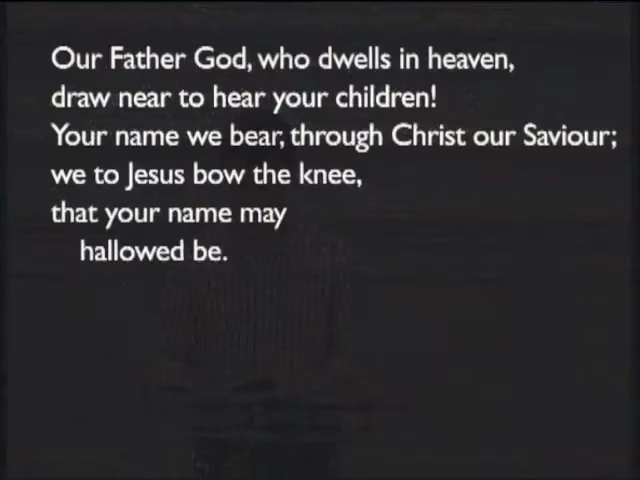 Our Father God, who dwells in heaven,
draw near to hear your children!
Your name we bear, through Christ our Saviour;
we to Jesus bow the knee,
that your name may
hallowed be.